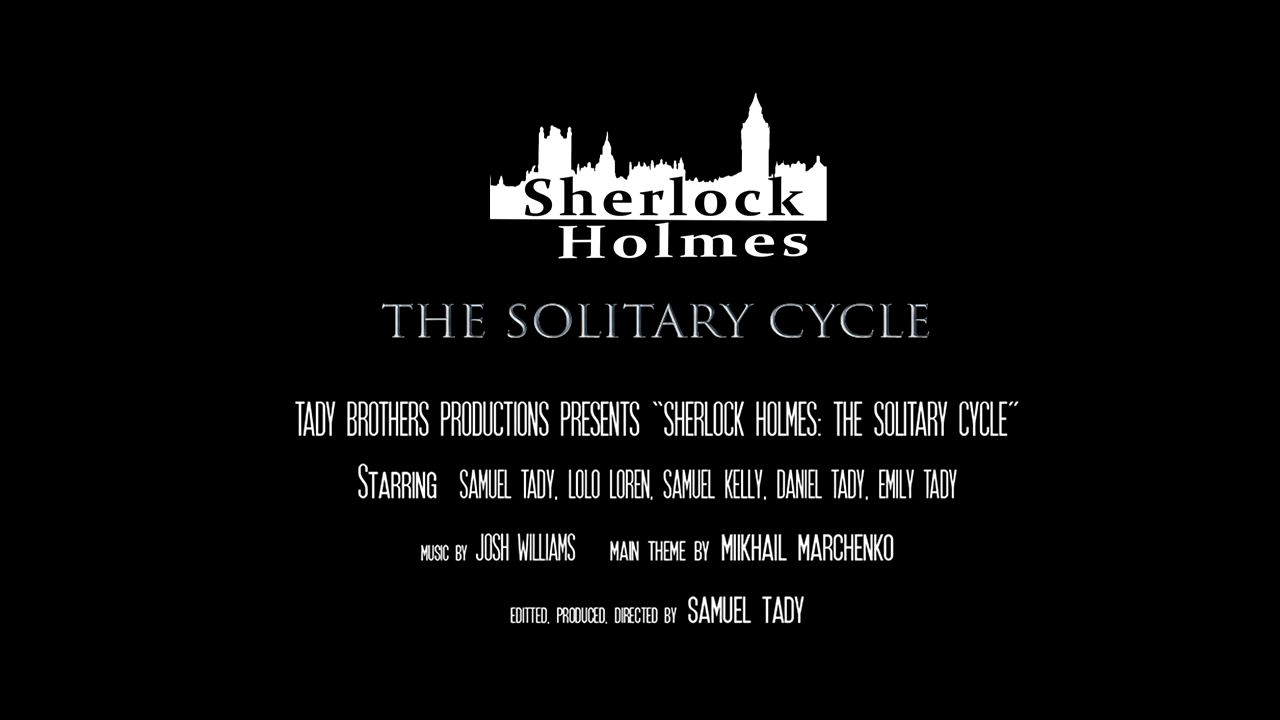 Sherlock
Holmes
THE SOLITARY CYCLE
TADY BROTHERS PRODUCTIONS PRESENTS "SHERLOCK HOLMES: THE SOLITARY CYCLE"
Starring SAMUEL TADY, LOLO LOREN, SAMUEL KELLY, DANIEL TADY, EMILY TADY
MUSIC BY JOSH WILLIAMS MAIN THEME BY MIIKHAIL MARCHENKO
EDITTED, PRODUCED, DIRECTED BY SAMUEL TADY